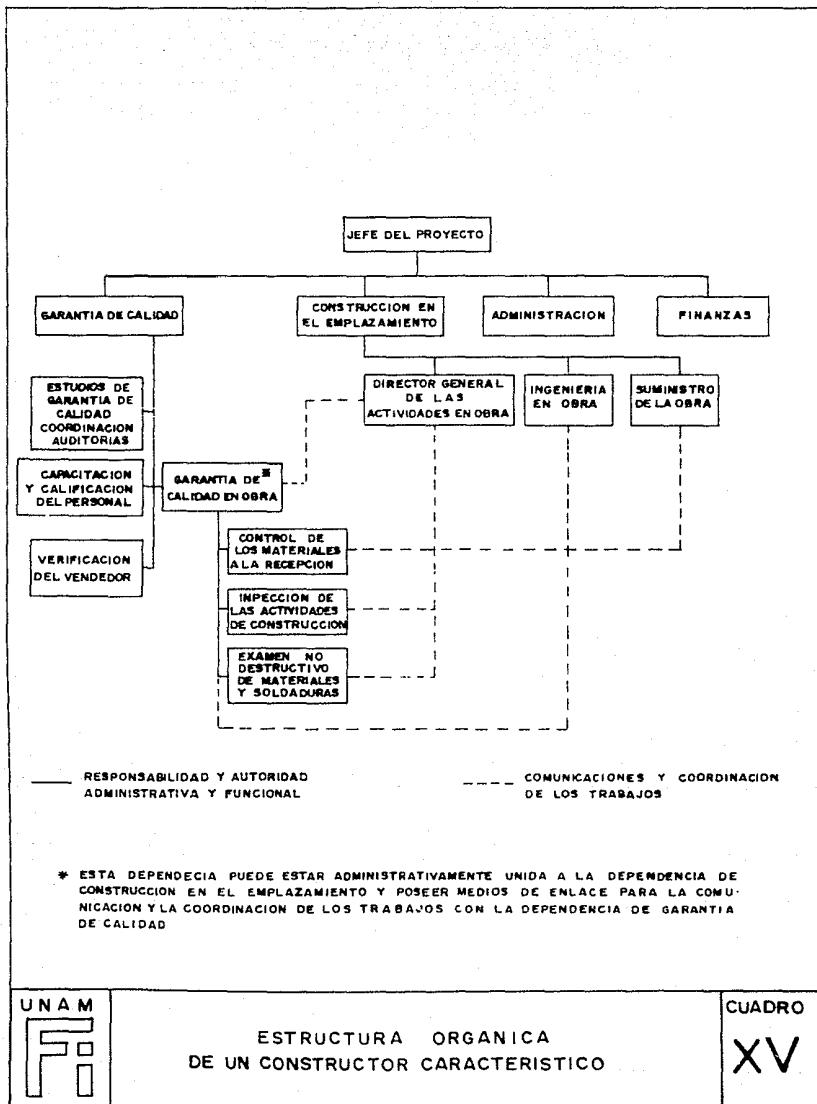 JEFE DEL PROYECTO
GARANTIA DE CALIDAD
CONSTRUCCION EN
EL EMPLAZAMIENTO
ADMINISTRACION
FINANZAS
ESTUDIOS DE
GARANTIA DE
CALIDAD
COORDINACION
AUDITORIAS
DIRECTOR GENERAL
DE LAS
ACTIVIDADES EN OBRA
INGENIERIA
EN OBRA
SUMINISTRO
DE LA OBRA
CAPACITACION
Y CALIFICACION
DEL PERSONAL
GARANTIA DE *
CALIDAD EN OBRA
VERIFICACION
DEL VENDEDOR
CONTROL DE
LOS MATERIALES
A LA RECEPCION
INPECCION DE
LAS ACTIVIDADES
DE CONSTRUCCION
EXAMEN NO
DESTRUCTIVO
DE MATERIALES
Y SOLDADURAS
RESPONSABILIDAD Y AUTORIDAD
ADMINISTRATIVA Y FUNCIONAL
COMUNICACIONES Y COORDINACION
DE LOS TRABAJOS
* ESTA DEPENDECIA PUEDE ESTAR ADMINISTRATIVAMENTE UNIDA A LA DEPENDENCIA DE
CONSTRUCCION EN EL EMPLAZAMIENTO Y POSEER MEDIOS DE ENLACE PARA LA COMU-
NICACION Y LA COORDINACION DE LOS TRABAJOS CON LA DEPENDENCIA DE GARANTIA
DE CALIDAD
UNAM
Fi
ESTRUCTURA ORGANICA
DE UN CONSTRUCTOR CARACTERISTICO
CUADRO
XV